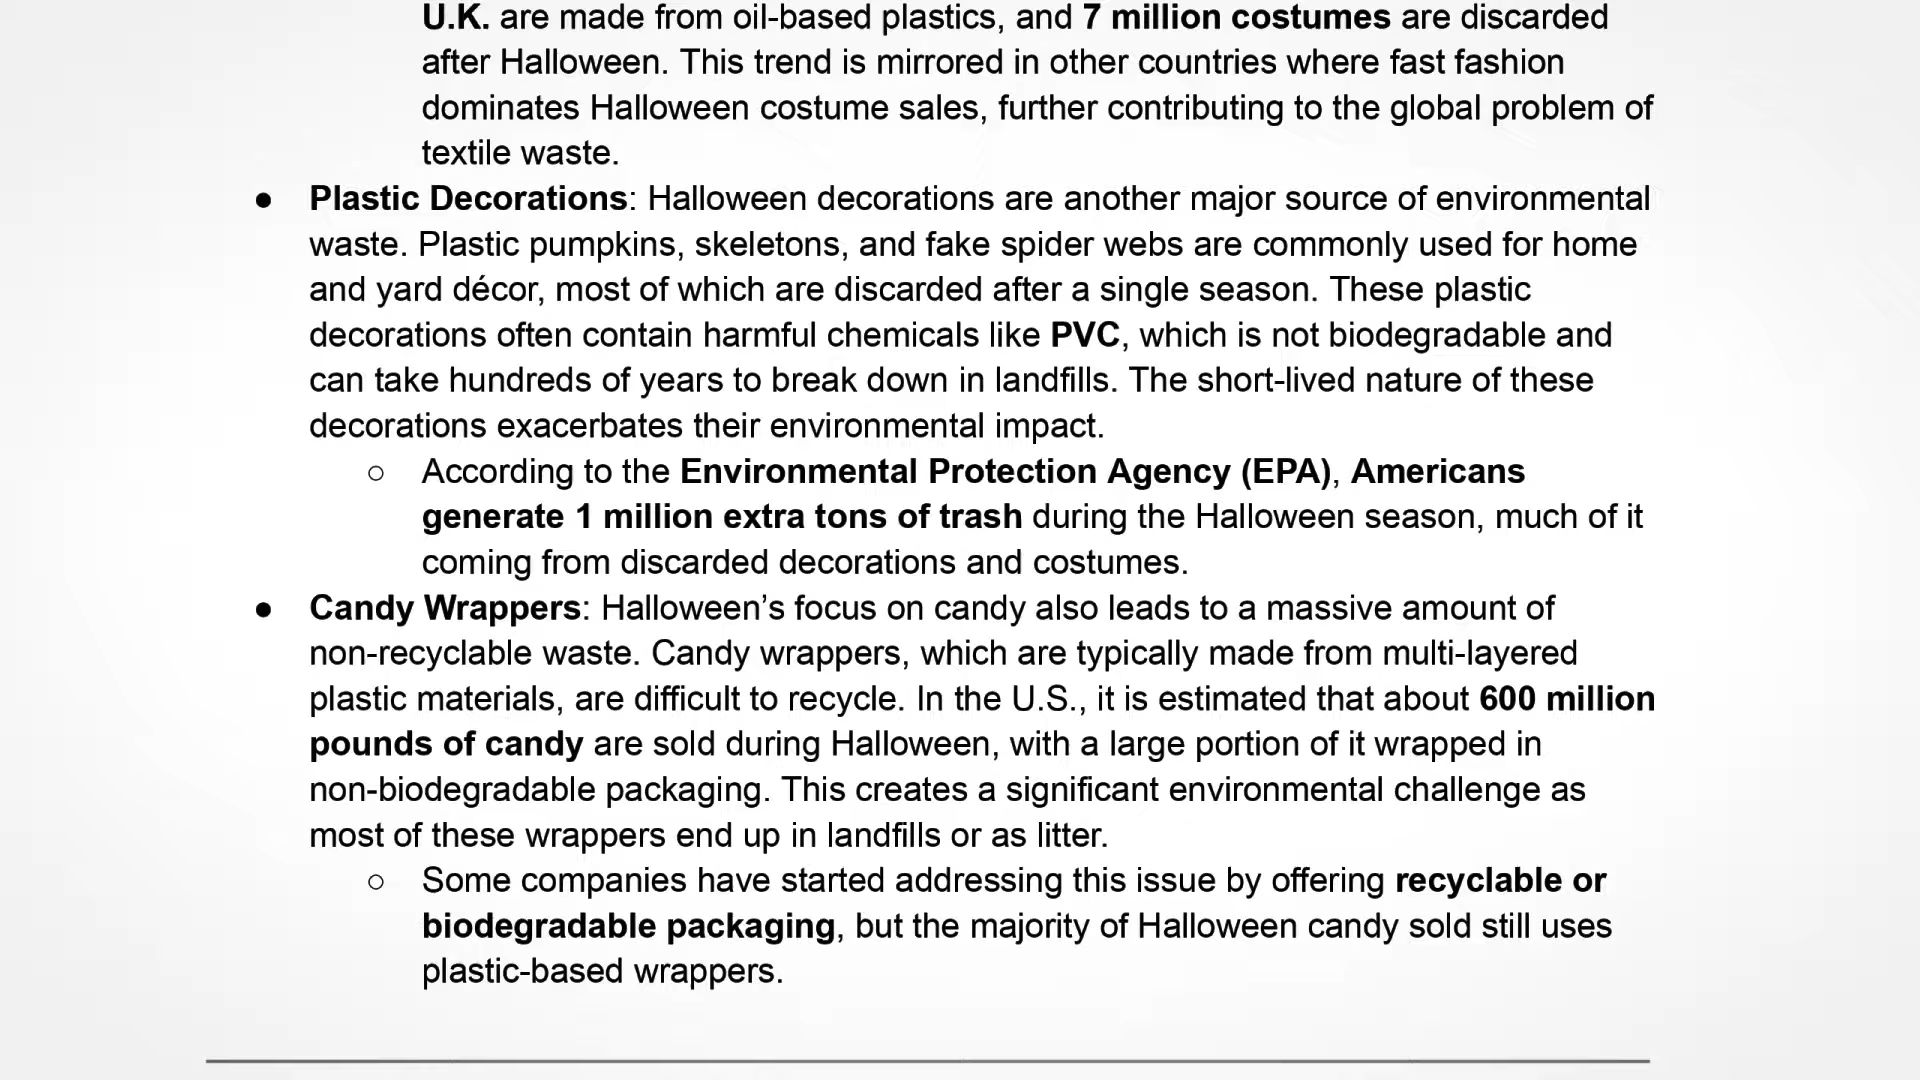 U.K. are made from oil-based plastics, and 7 million costumes are discarded
after Halloween. This trend is mirrored in other countries where fast fashion
dominates Halloween costume sales, further contributing to the global problem of
textile waste.
● Plastic Decorations: Halloween decorations are another major source of environmental
waste. Plastic pumpkins, skeletons, and fake spider webs are commonly used for home
and yard décor, most of which are discarded after a single season. These plastic
decorations often contain harmful chemicals like PVC, which is not biodegradable and
can take hundreds of years to break down in landfills. The short-lived nature of these
decorations exacerbates their environmental impact.
○ According to the Environmental Protection Agency (EPA), Americans
generate 1 million extra tons of trash during the Halloween season, much of it
coming from discarded decorations and costumes.
● Candy Wrappers: Halloween’s focus on candy also leads to a massive amount of
non-recyclable waste. Candy wrappers, which are typically made from multi-layered
plastic materials, are difficult to recycle. In the U.S., it is estimated that about 600 million
pounds of candy are sold during Halloween, with a large portion of it wrapped in
non-biodegradable packaging. This creates a significant environmental challenge as
most of these wrappers end up in landfills or as litter.
○ Some companies have started addressing this issue by offering recyclable or
biodegradable packaging, but the majority of Halloween candy sold still uses
plastic-based wrappers.